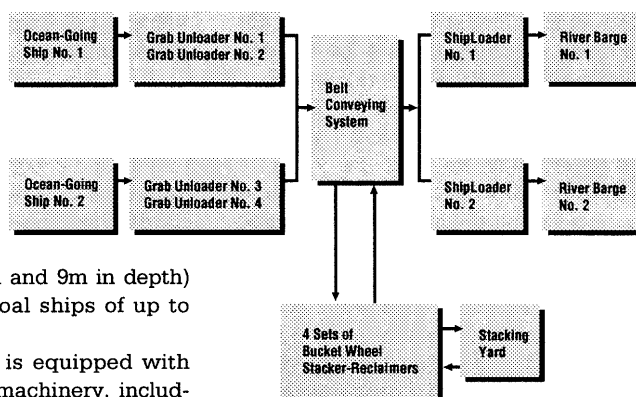 Ocean-Going
Ship No. 1
Grab Unloader No. 1
Grab Unloader No. 2
Belt
Conveying
System
ShipLoader
No. 1
River Barge
No. 1
Ocean-Going
Ship No. 2
Grab Unloader No. 3
Grab Unloader No. 4
ShipLoader
No. 2
River Barge
No. 2
and 9m in depth)
oal ships of up to
is equipped with
machinery, includ-
4 Sets of
Bucket Wheel
Stacker-Reclaimers
Stacking
Yard